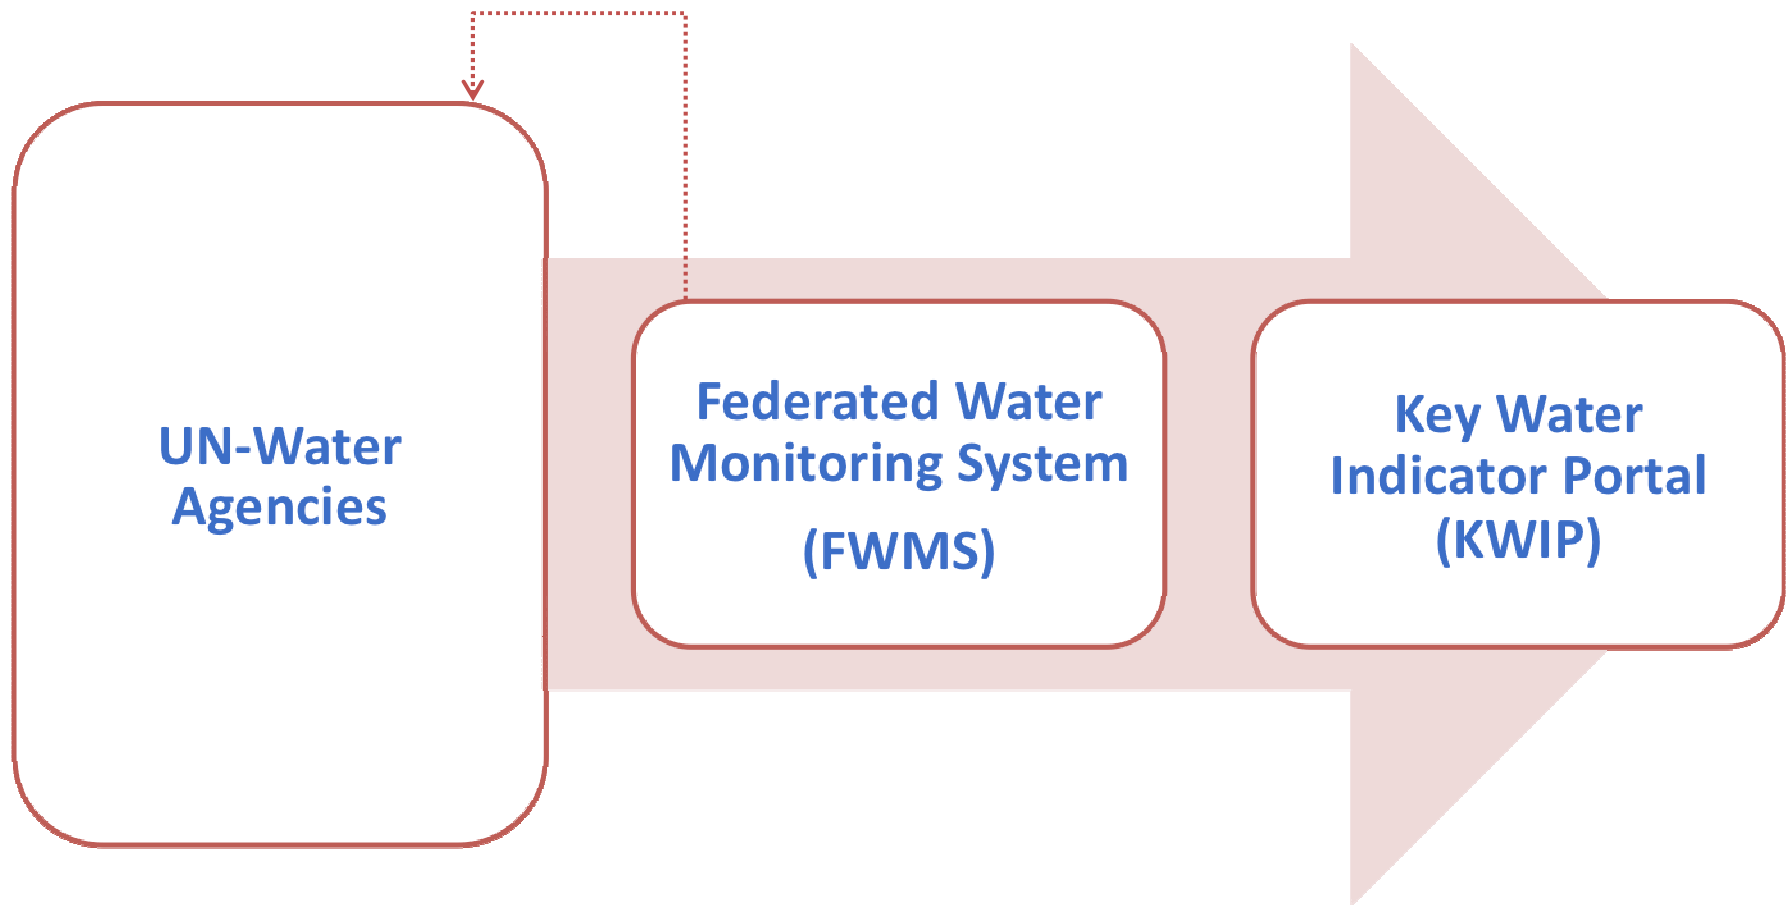 UN-Water
Agencies
Federated Water
Monitoring System
(FWMS)
Key Water
Indicator Portal
(KWIP)